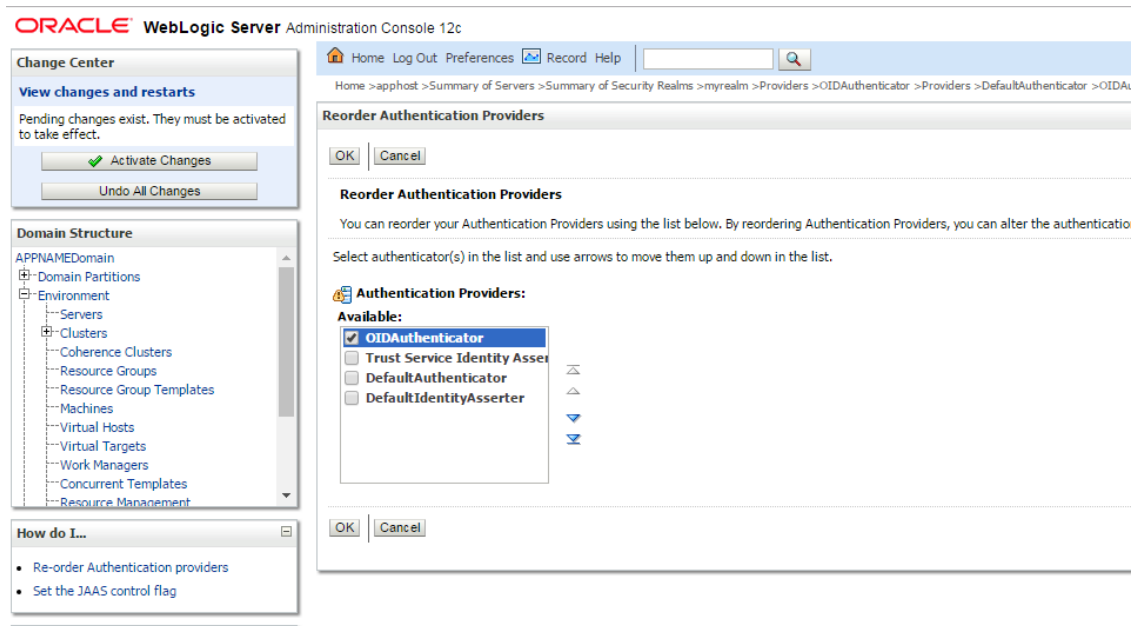 ORACLE WebLogic Server Administration Console 12c
Change Center
View changes and restarts
Pending changes exist. They must be activated
to take effect.
Activate Changes
Undo All Changes
Domain Structure
APPNAMEDomain
Domain Partitions
Environment
Servers
Clusters
Coherence Clusters
Resource Groups
Resource Group Templates
Machines
Virtual Hosts
Virtual Targets
Work Managers
Concurrent Templates
Resource Management
How do I...
Re-order Authentication providers
Set the JAAS control flag
Home Log Out Preferences Record Help
Home >apphost >Summary of Servers >Summary of Security Realms >myrealm >Providers >OIDAuthenticator >Providers >DefaultAuthenticator >OIDAu
Reorder Authentication Providers
OK Cancel
Reorder Authentication Providers
You can reorder your Authentication Providers using the list below. By reordering Authentication Providers, you can alter the authenticatio
Select authenticator(s) in the list and use arrows to move them up and down in the list.
Authentication Providers:
Available:
OIDAuthenticator
Trust Service Identity Asser
DefaultAuthenticator
DefaultIdentityAsserter
OK Cancel